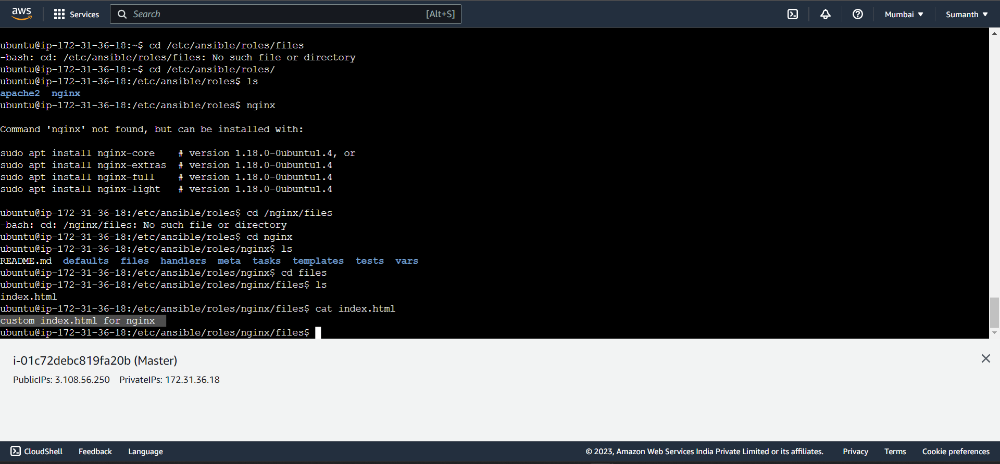 aws
Services
Search [Alt+S]
Mumbai ▼
Sumanth ▼
ubuntu@ip-172-31-36-18:~$ cd /etc/ansible/roles/files
-bash: cd: /etc/ansible/roles/files: No such file or directory
ubuntu@ip-172-31-36-18:~$ cd /etc/ansible/roles/
ubuntu@ip-172-31-36-18:/etc/ansible/roles$ ls
apache2  nginx
ubuntu@ip-172-31-36-18:/etc/ansible/roles$ nginx
Command 'nginx' not found, but can be installed with:
sudo apt install nginx-core    # version 1.18.0-0ubuntu1.4, or
sudo apt install nginx-extras  # version 1.18.0-0ubuntu1.4
sudo apt install nginx-full    # version 1.18.0-0ubuntu1.4
sudo apt install nginx-light   # version 1.18.0-0ubuntu1.4
ubuntu@ip-172-31-36-18:/etc/ansible/roles$ cd /nginx/files
-bash: cd: /nginx/files: No such file or directory
ubuntu@ip-172-31-36-18:/etc/ansible/roles$ cd nginx
ubuntu@ip-172-31-36-18:/etc/ansible/roles/nginx$ ls
README.md  defaults  files  handlers  meta  tasks  templates  tests  vars
ubuntu@ip-172-31-36-18:/etc/ansible/roles/nginx$ cd files
ubuntu@ip-172-31-36-18:/etc/ansible/roles/nginx/files$ ls
index.html
ubuntu@ip-172-31-36-18:/etc/ansible/roles/nginx/files$ cat index.html
custom index.html for nginx
ubuntu@ip-172-31-36-18:/etc/ansible/roles/nginx/files$
i-01c72debc819fa20b (Master)
PublicIPs: 3.108.56.250 PrivateIPs: 172.31.36.18
CloudShell Feedback Language © 2023, Amazon Web Services India Private Limited or its affiliates. Privacy Terms Cookie preferences